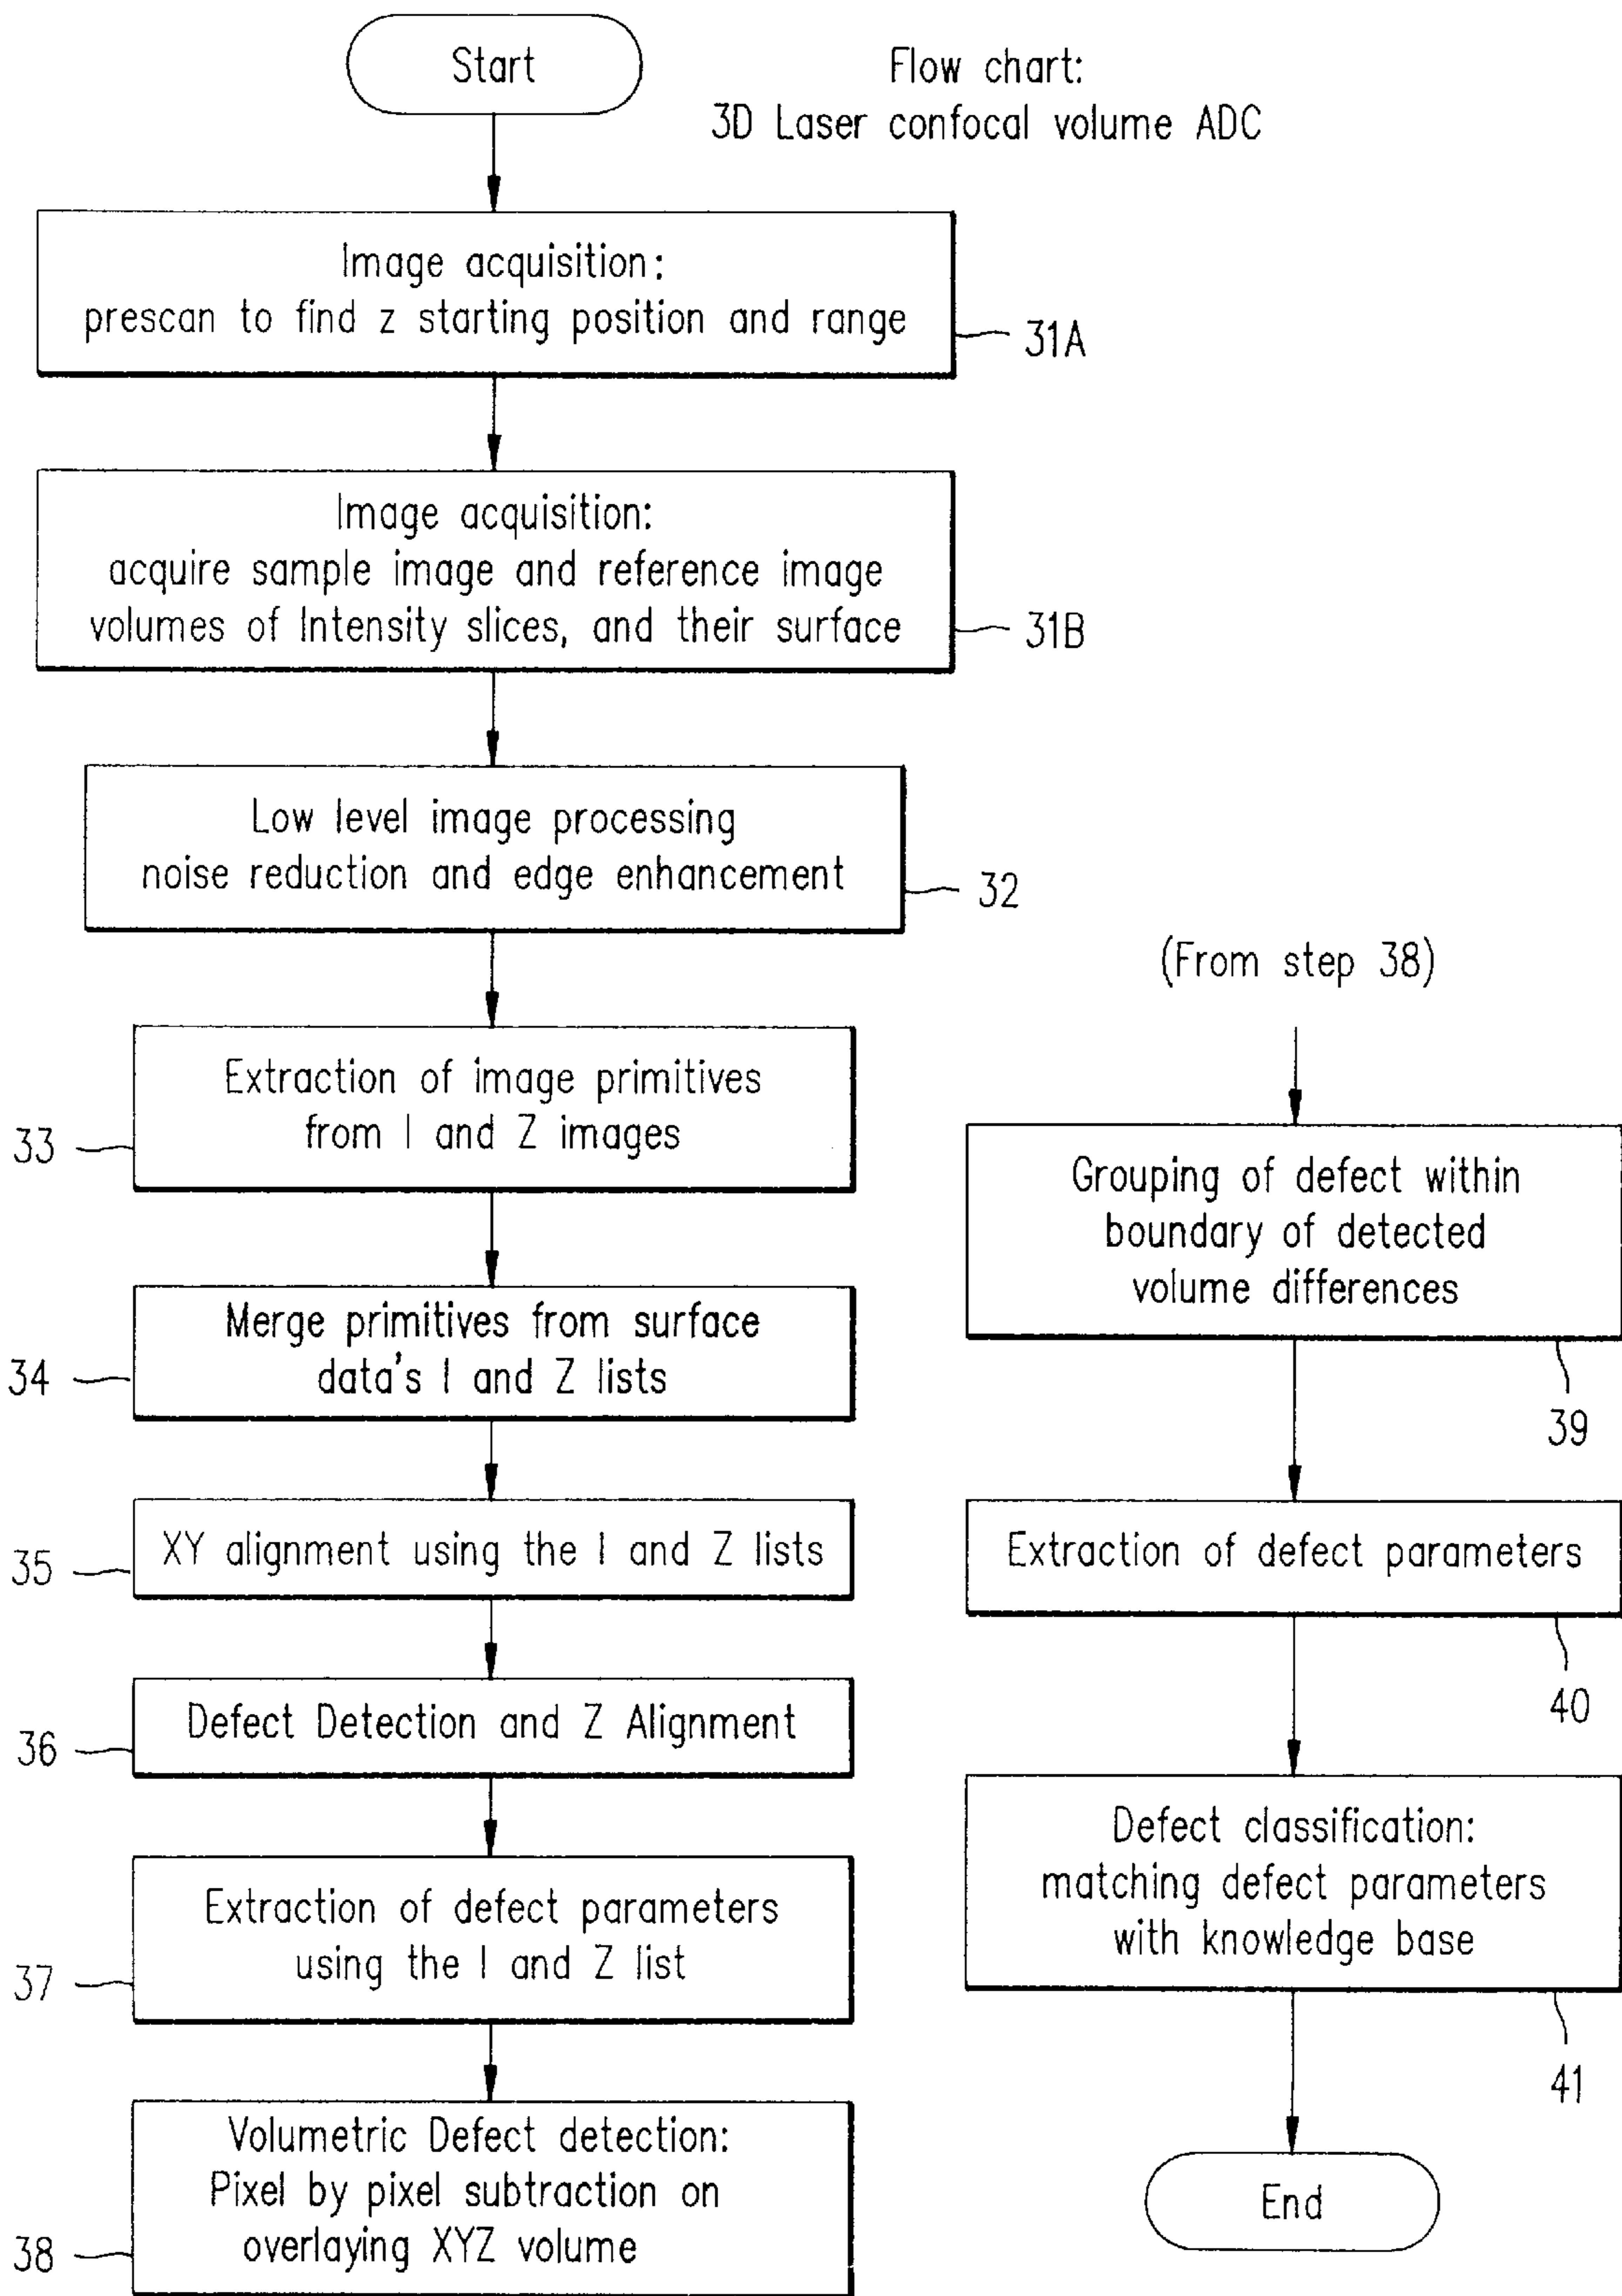 Start
Flow chart:
3D Laser confocal volume ADC
Image acquisition:
prescan to find z starting position and range
31A
Image acquisition:
acquire sample image and reference image
volumes of Intensity slices, and their surface
31B
Low level image processing
noise reduction and edge enhancement
32
Extraction of image primitives
from I and Z images
33
Merge primitives from surface
data's I and Z lists
34
XY alignment using the I and Z lists
35
Defect Detection and Z Alignment
36
Extraction of defect parameters
using the I and Z list
37
Volumetric Defect detection:
Pixel by pixel subtraction on
overlaying XYZ volume
38
(From step 38)
Grouping of defect within
boundary of detected
volume differences
39
Extraction of defect parameters
40
Defect classification:
matching defect parameters
with knowledge base
41
End